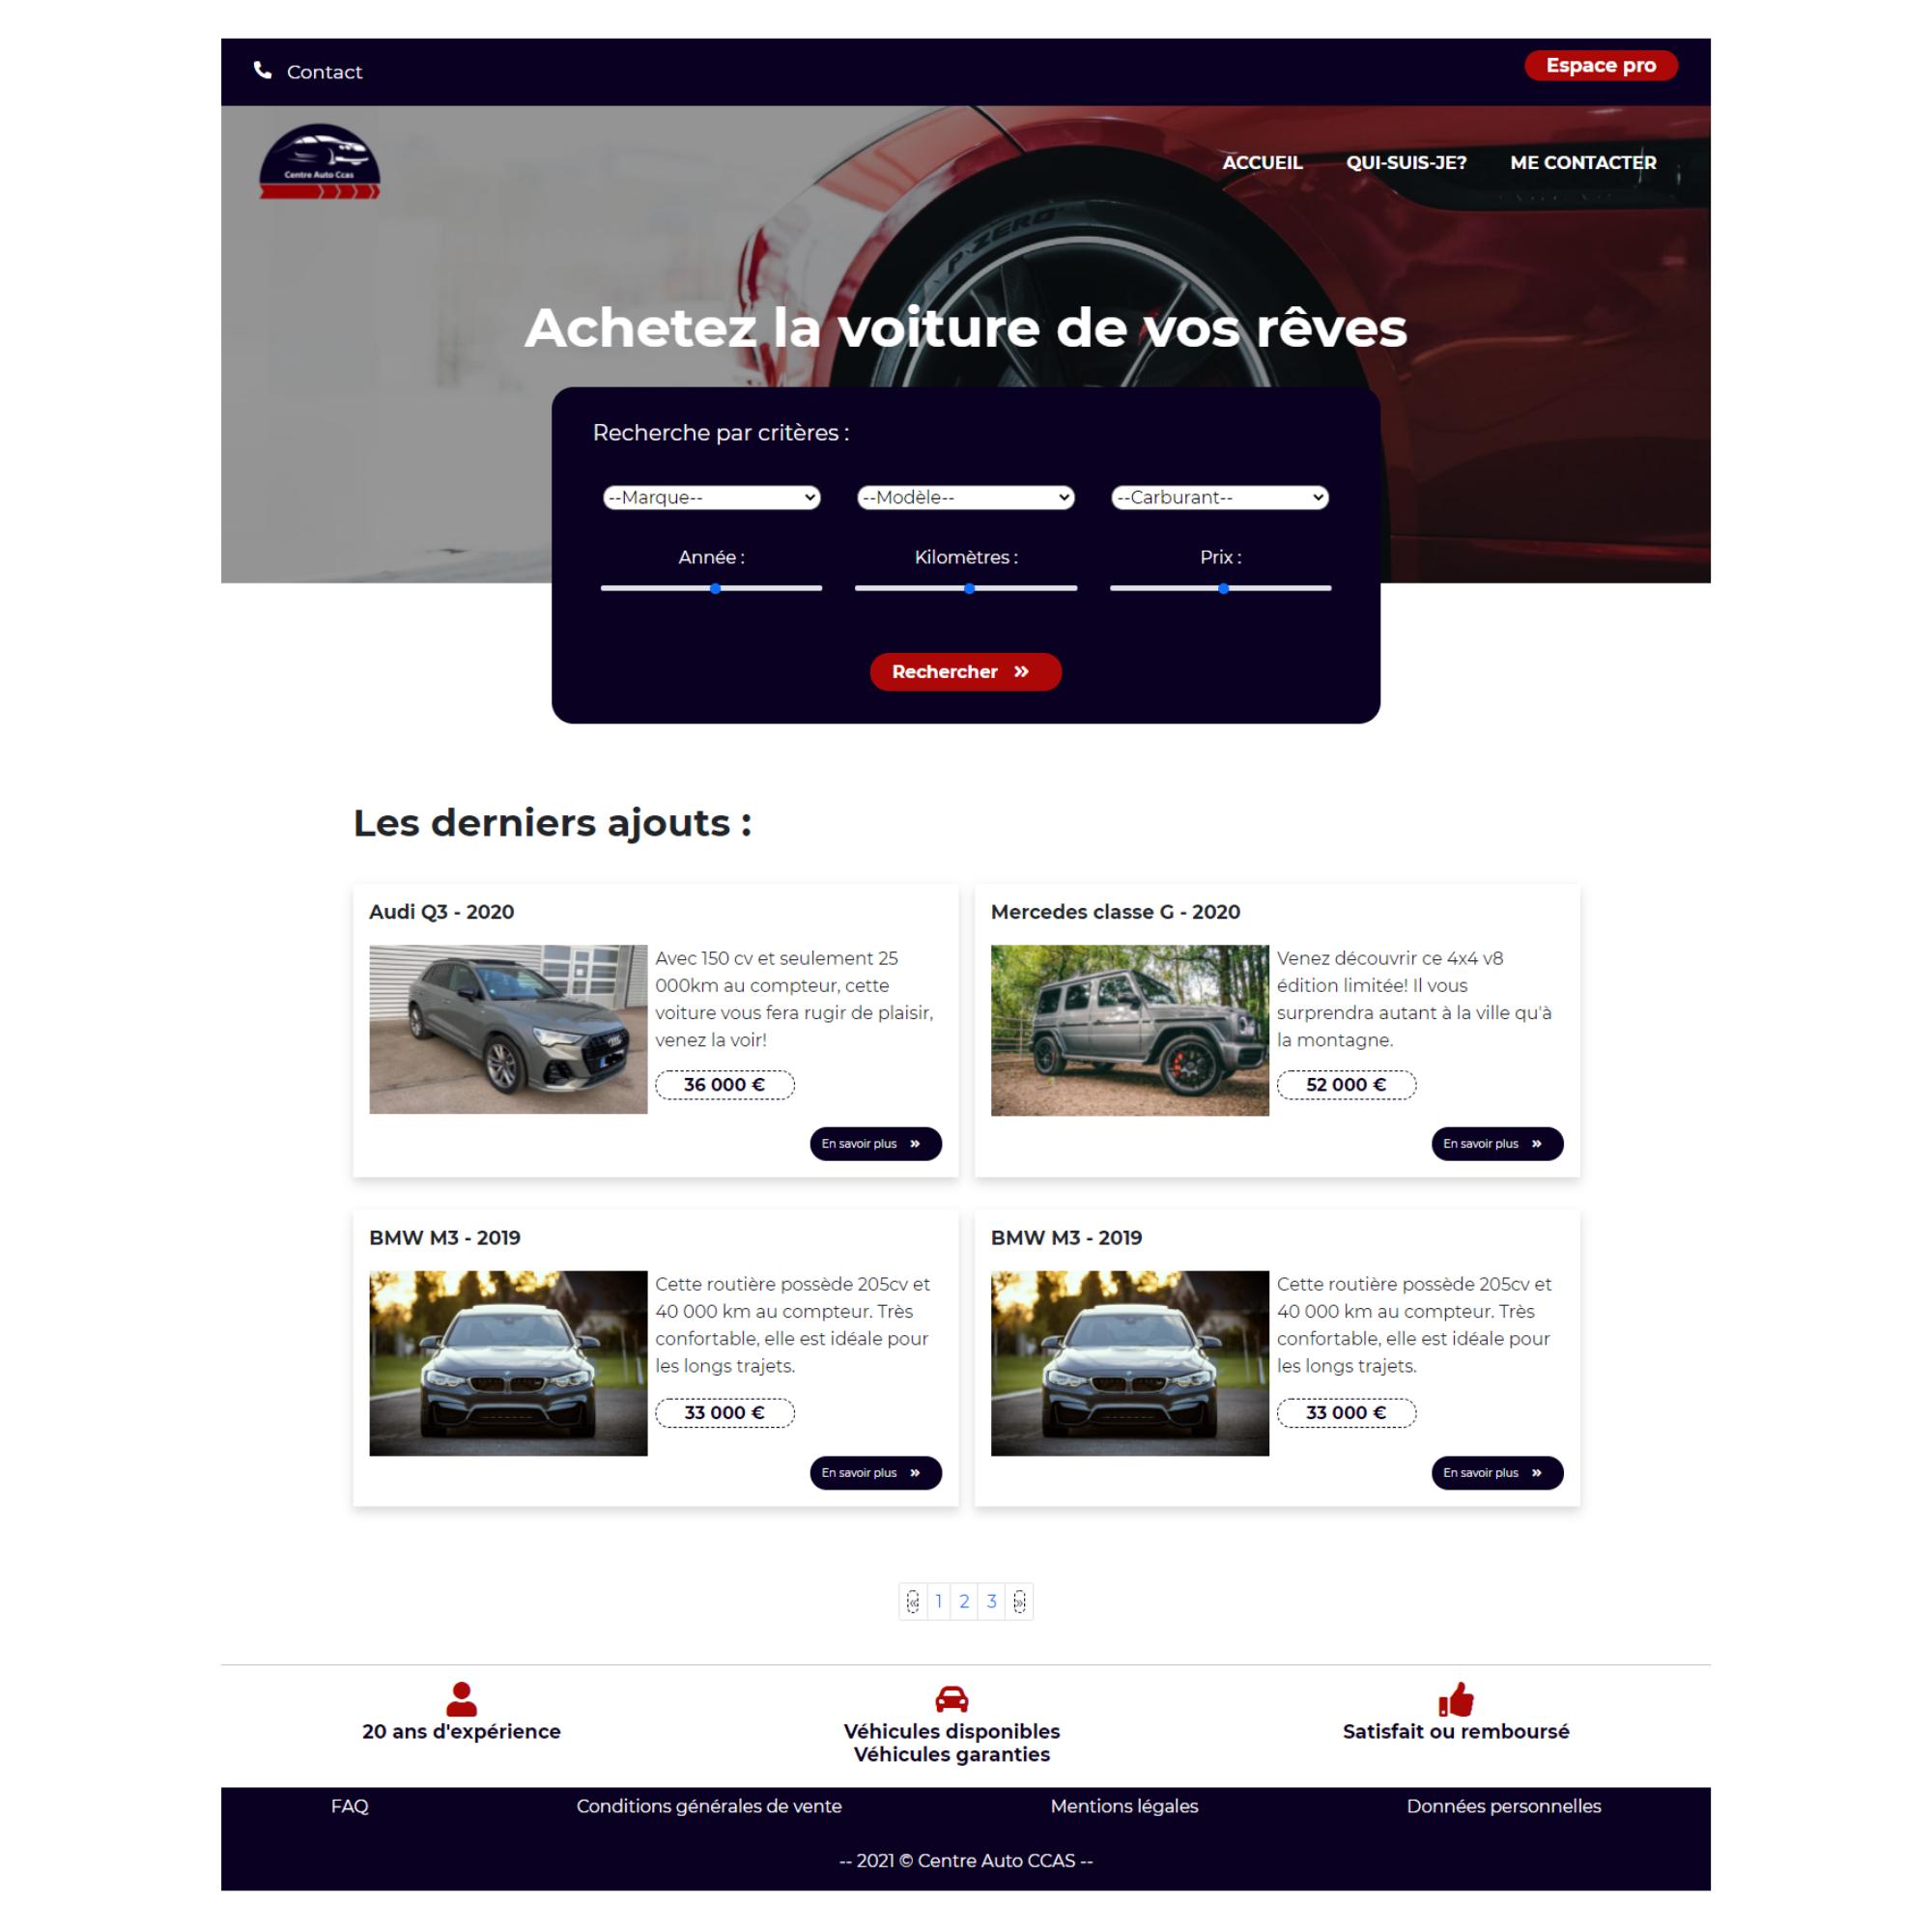 Contact
Espace pro
Centre Auto Ccas
ACCUEIL
QUI-SUIS-JE?
ME CONTACTER
P ZERO
Achetez la voiture de vos rêves
Recherche par critères :
--Marque--
--Modèle--
--Carburant--
Année :
Kilomètres :
Prix :
Rechercher »
Les derniers ajouts :
Audi Q3 - 2020
Avec 150 cv et seulement 25
000km au compteur, cette
voiture vous fera rugir de plaisir,
venez la voir!
36 000 €
En savoir plus »
Mercedes classe G - 2020
Venez découvrir ce 4x4 v8
édition limitée! Il vous
surprendra autant à la ville qu'à
la montagne.
52 000 €
En savoir plus »
BMW M3 - 2019
Cette routière possède 205cv et
40 000 km au compteur. Très
confortable, elle est idéale pour
les longs trajets.
33 000 €
En savoir plus »
BMW M3 - 2019
Cette routière possède 205cv et
40 000 km au compteur. Très
confortable, elle est idéale pour
les longs trajets.
33 000 €
En savoir plus »
« 1 2 3 »
20 ans d'expérience
Véhicules disponibles
Véhicules garanties
Satisfait ou remboursé
FAQ
Conditions générales de vente
Mentions légales
Données personnelles
-- 2021 © Centre Auto CCAS --